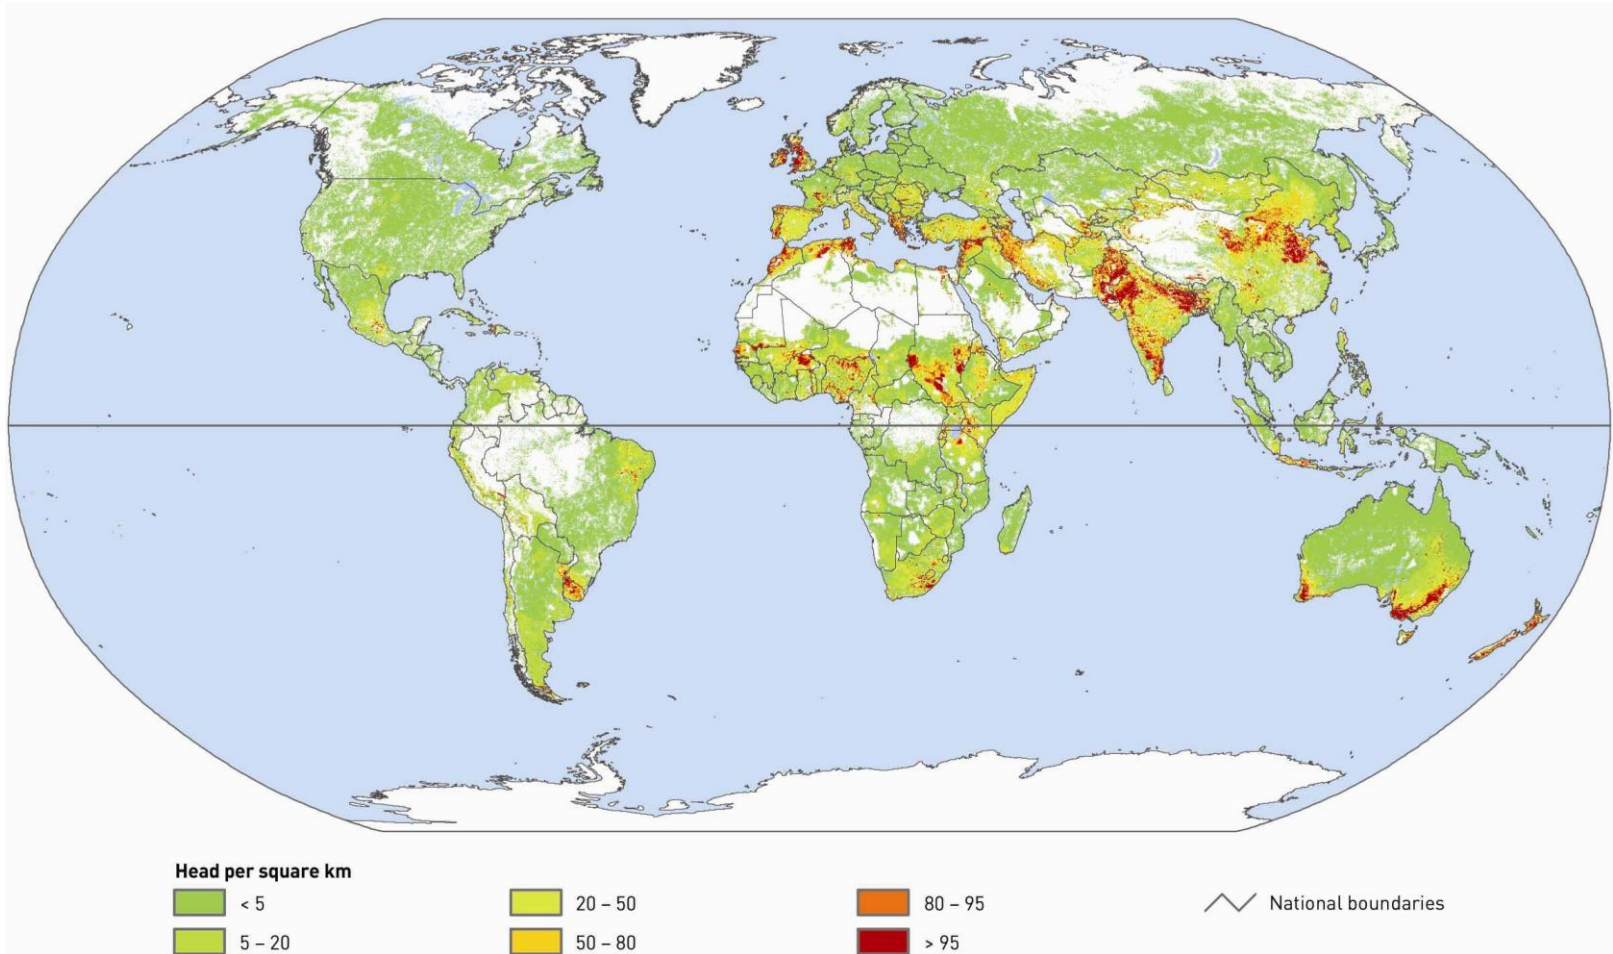 Head per square km
< 5
20 – 50
80 – 95
National boundaries
5 – 20
50 – 80
> 95